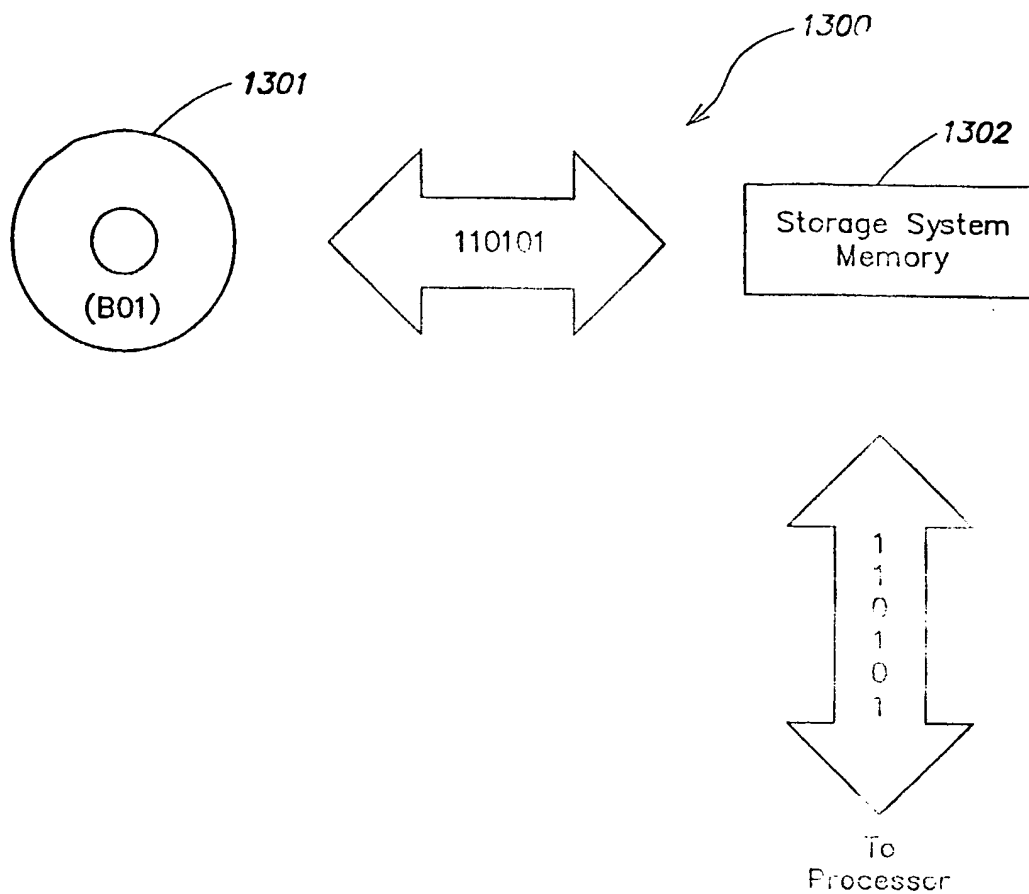 1300
1301
1302
Storage System
Memory
110101
(B01)
1
1
0
1
0
1
To
Processor